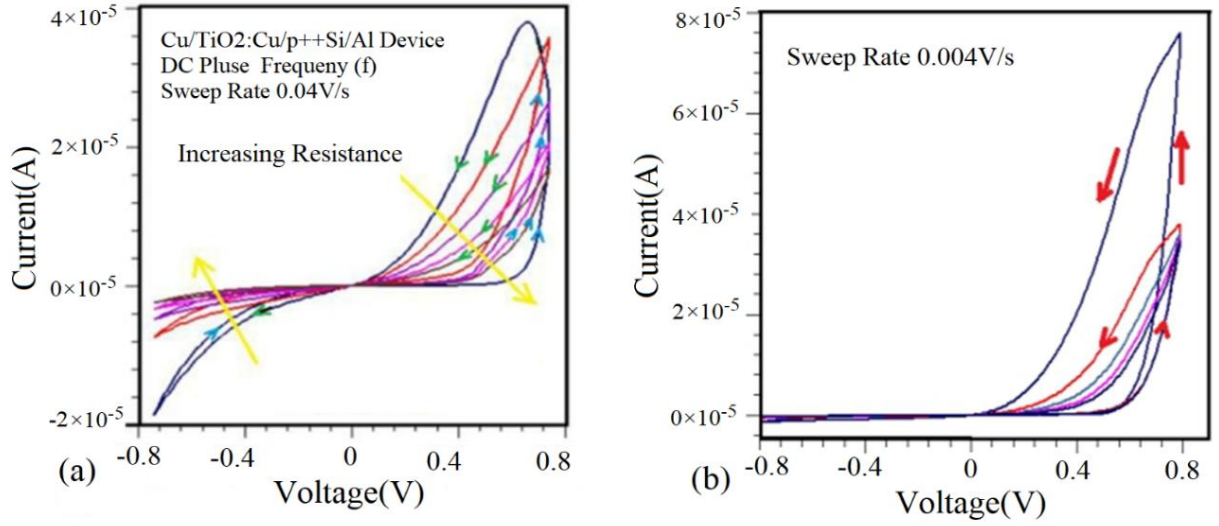 4×10⁻⁵
Cu/TiO2:Cu/p++Si/Al Device
DC Pluse Frequeny (f)
Sweep Rate 0.04V/s
2×10⁻⁵
Increasing Resistance
Current(A)
0×10⁻⁵
-2×10⁻⁵
-0.8
-0.4
0
0.4
0.8
(a)
Voltage(V)
8×10⁻⁵
Sweep Rate 0.004V/s
6×10⁻⁵
Current(A)
4×10⁻⁵
2×10⁻⁵
0×10⁻⁵
-0.8
-0.4
0
0.4
0.8
(b)
Voltage(V)